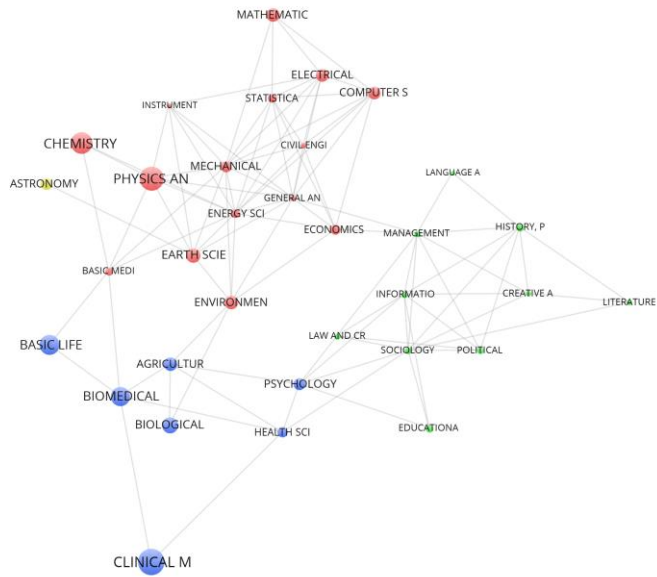 MATHEMATIC
ELECTRICAL
COMPUTER S
STATISTICA
INSTRUMENT
CHEMISTRY
CIVIL ENGI
MECHANICAL
PHYSICS AN
ASTRONOMY
LANGUAGE A
GENERAL AN
ENERGY SCI
ECONOMICS
MANAGEMENT
HISTORY, P
EARTH SCIE
BASIC MEDI
INFORMATIO
CREATIVE A
ENVIRONMEN
LITERATURE
LAW AND CR
BASIC LIFE
SOCIOLOGY
POLITICAL
AGRICULTUR
PSYCHOLOGY
BIOMEDICAL
BIOLOGICAL
HEALTH SCI
EDUCATIONA
CLINICAL M